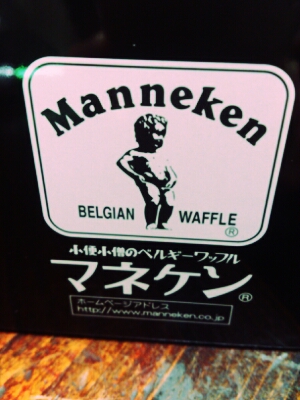 Manneken
BELGIAN WAFFLE
®
小便小僧のベルギーワッフル
マネケン®
ホームページアドレス
http://www.manneken.co.jp